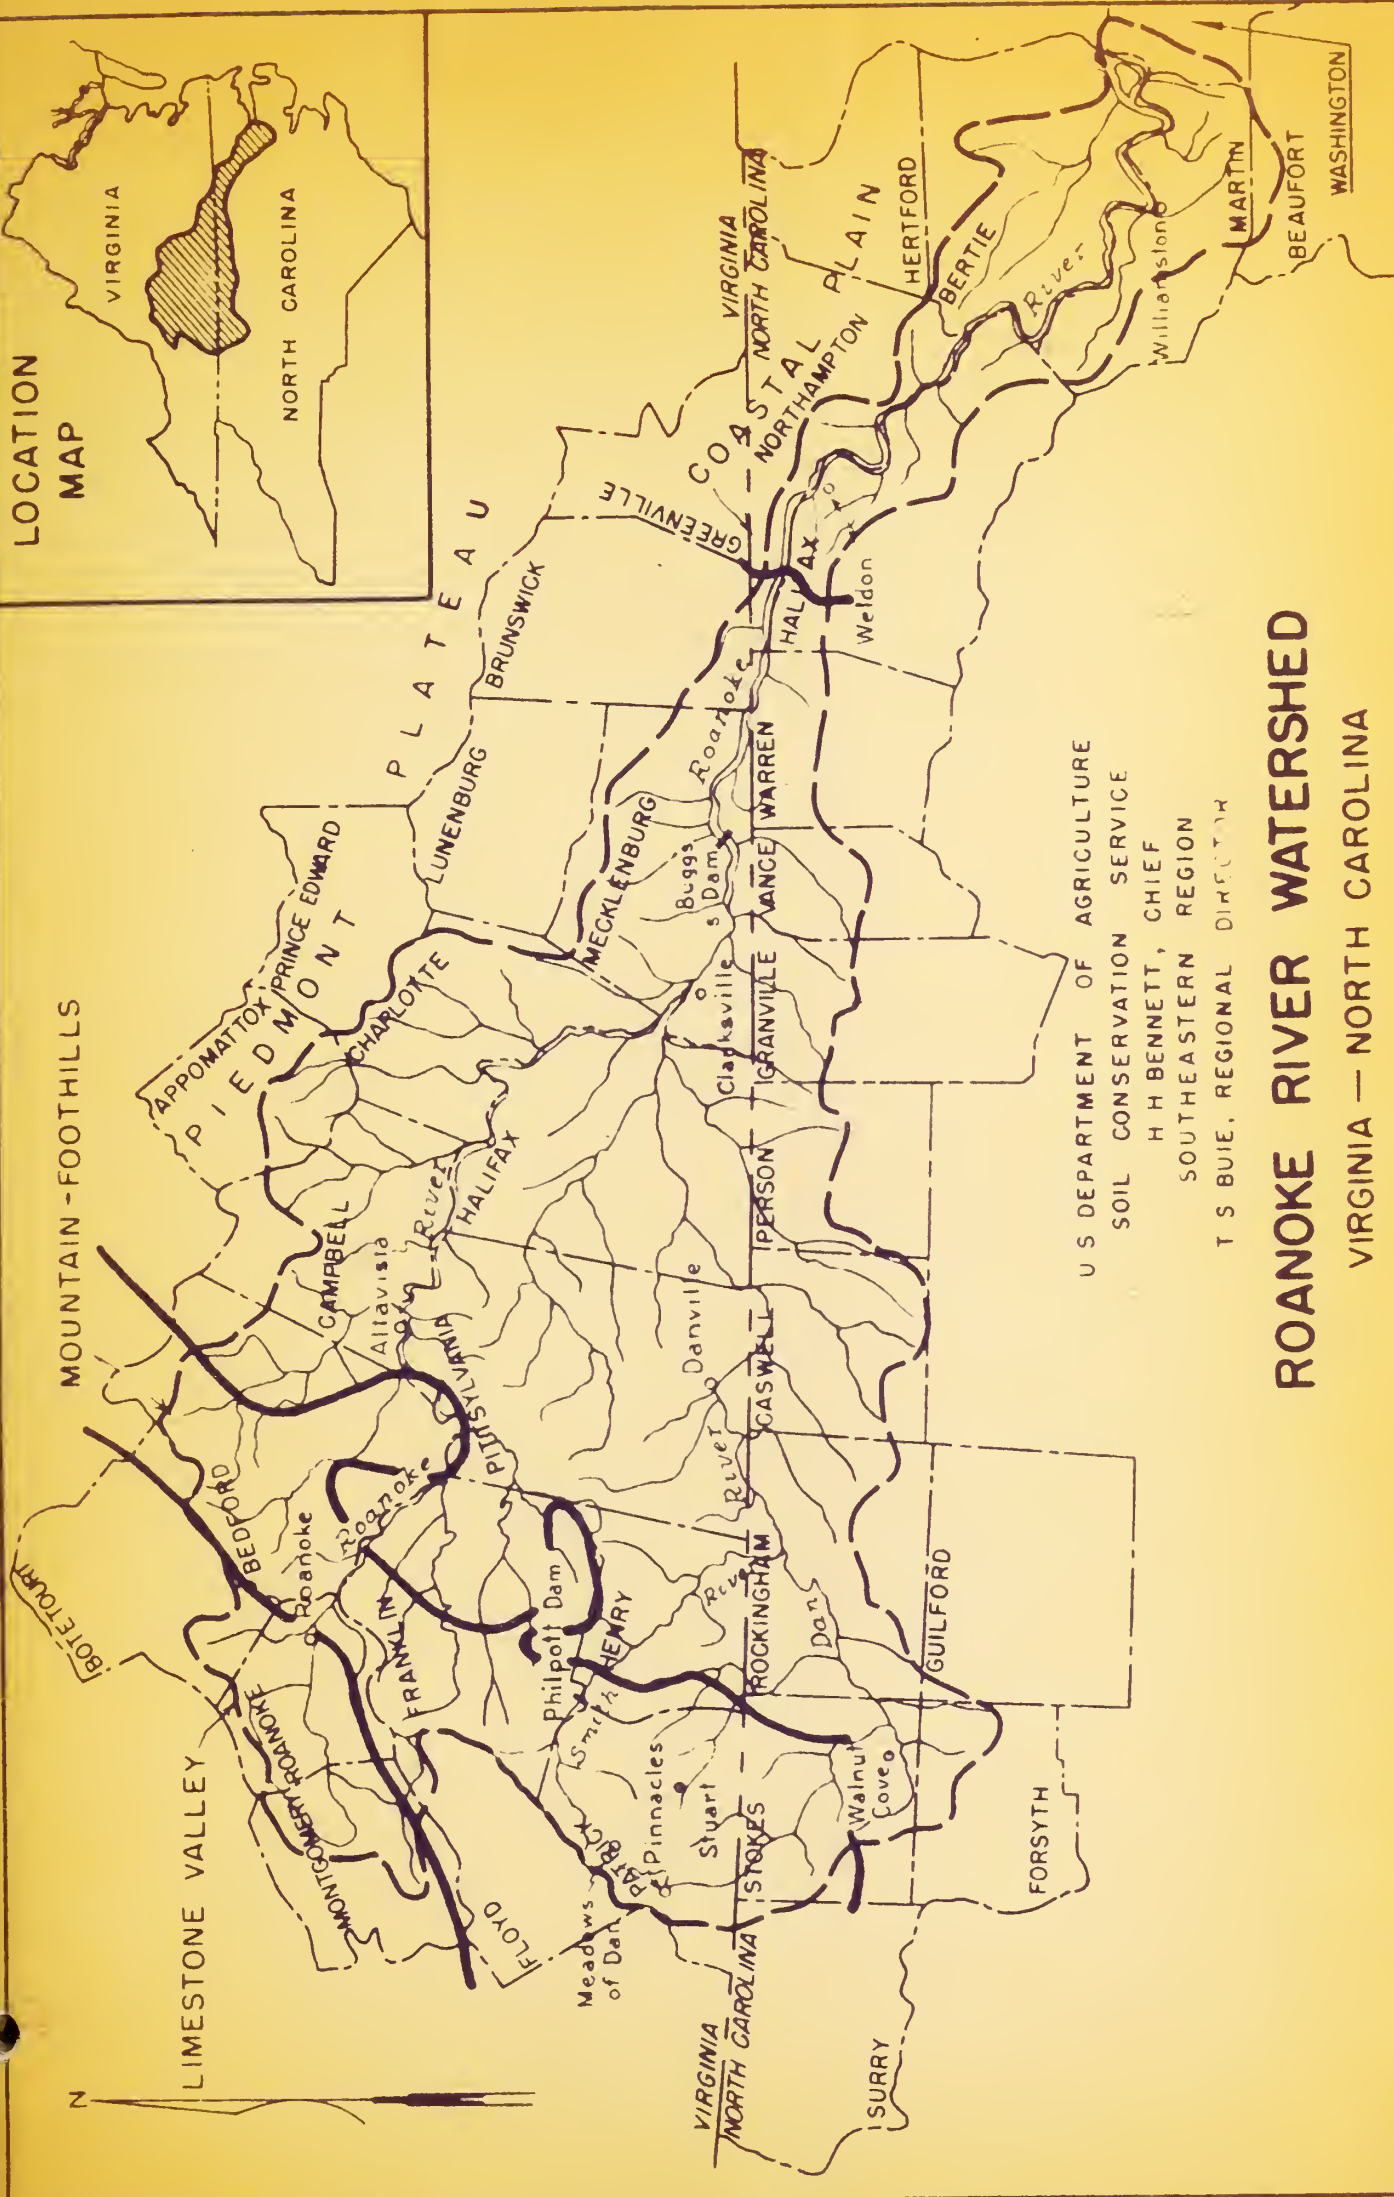 LOCATION
MAP
VIRGINIA
NORTH CAROLINA
N
LIMESTONE VALLEY
MOUNTAIN-FOOTHILLS
PIEDMONT
PLATEAU
COASTAL
PLAIN
BOTETOURT
BEDFORD
Roanoke
Roanoke
MONTGOMERY
ROANOKE
FRANKLIN
FLOYD
CAMPBELL
Altavista
River
APPOMATTOX
PRINCE EDWARD
CHARLOTTE
LUNENBURG
BRUNSWICK
GREENVILLE
HALIFAX
PITTSYLVANIA
MECKLENBURG
Philpott Dam
HENRY
Smith
River
PATRICK
Meadows
of Dan
Pinnacles
Stuart
Danville
River
Clarksville
Buggs
s Dam
Roanoke
VIRGINIA
NORTH CAROLINA
VIRGINIA
NORTH CAROLINA
SURRY
STOKES
ROCKINGHAM
CASWELL
PERSON
GRANVILLE
VANCE
WARREN
HALIFAX
NORTHAMPTON
HERTFORD
BERTIE
River
Walnut
Cove
Dan
Weldon
Williamston
MARTIN
BEAUFORT
WASHINGTON
GUILFORD
FORSYTH
U S DEPARTMENT OF AGRICULTURE
SOIL CONSERVATION SERVICE
H H BENNETT, CHIEF
SOUTHEASTERN REGION
T S BUIE, REGIONAL DIRECTOR
ROANOKE RIVER WATERSHED
VIRGINIA — NORTH CAROLINA